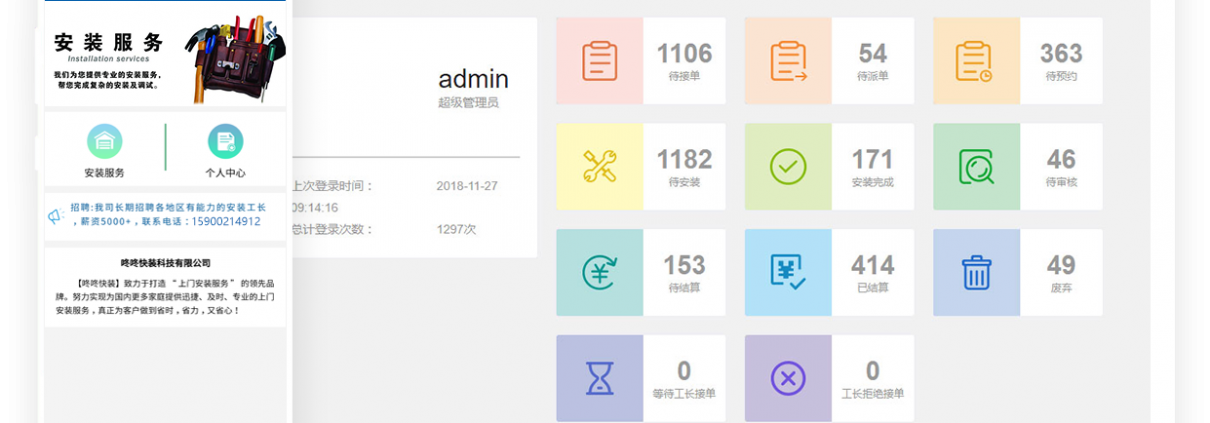 安装服务
Installation services
我们为您提供专业的安装服务,
帮您完成复杂的安装及调试。
安装服务
个人中心
招聘:我司长期招聘各地区有能力的安装工长
,薪资5000+,联系电话:15900214912
咚咚快装科技有限公司
【咚咚快装】致力于打造“上门安装服务”的领先品
牌。努力实现为国内更多家庭提供迅捷、及时、专业的上门
安装服务,真正为客户做到省时,省力,又省心!
admin
超级管理员
上次登录时间: 2018-11-27
09:14:16
总计登录次数: 1297次
1106
待接单
54
待派单
363
待预约
1182
待安装
171
安装完成
46
待审核
153
待结算
414
已结算
49
废弃
0
等待工长接单
0
工长拒绝接单